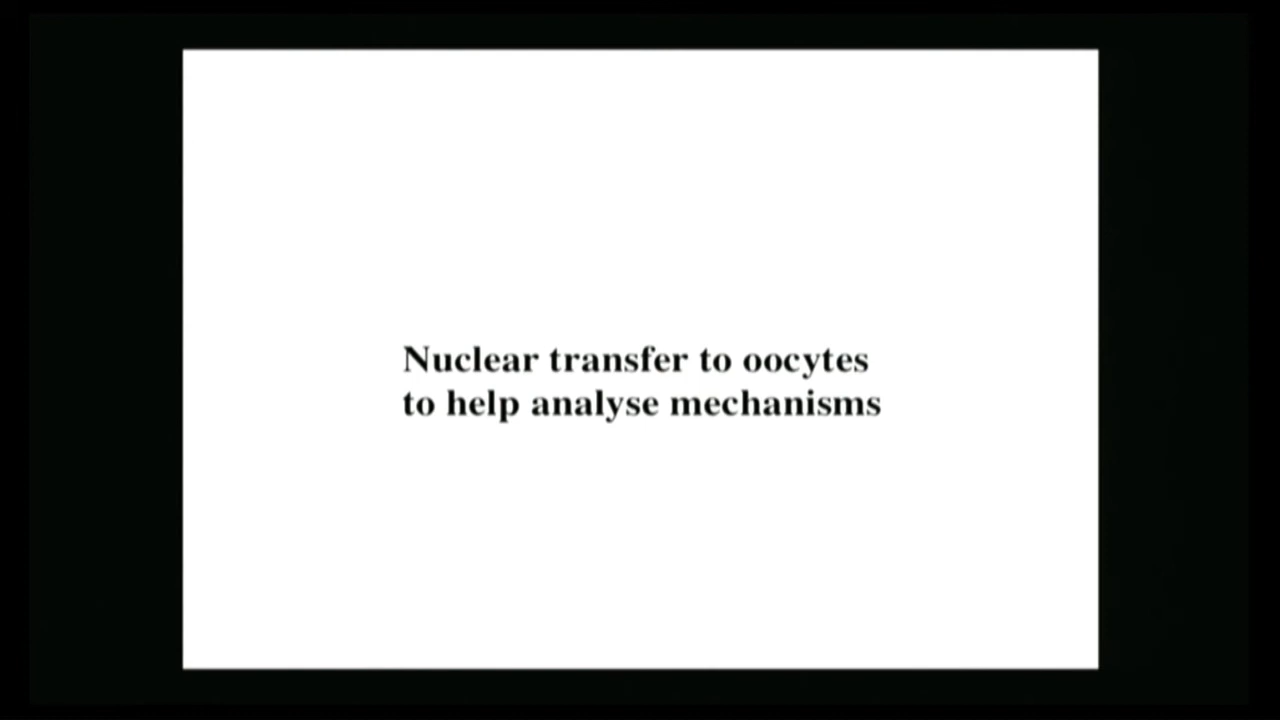 Nuclear transfer to oocytes
to help analyse mechanisms